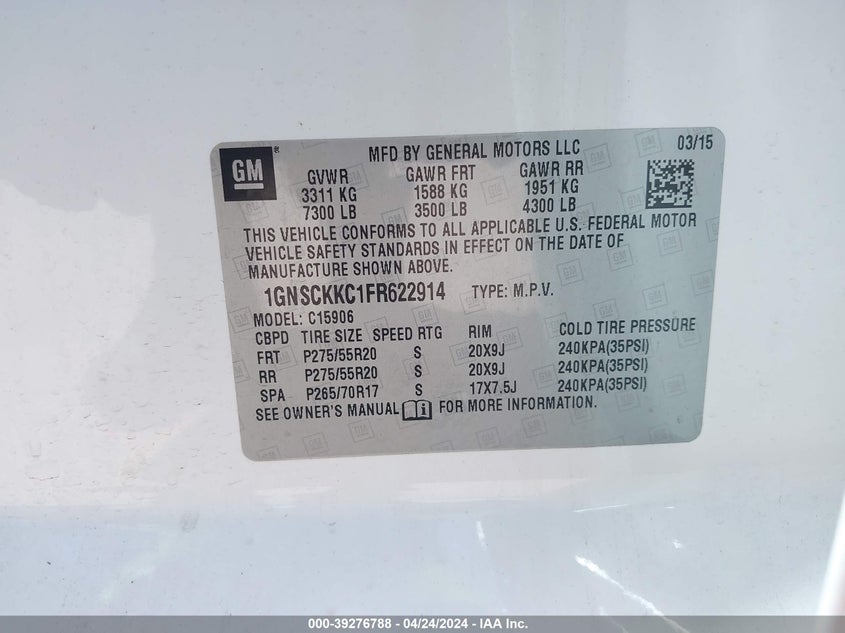 GM ® MFD BY GENERAL MOTORS LLC 03/15
GVWR GAWR FRT GAWR RR
3311 KG 1588 KG 1951 KG
7300 LB 3500 LB 4300 LB
THIS VEHICLE CONFORMS TO ALL APPLICABLE U.S. FEDERAL MOTOR
VEHICLE SAFETY STANDARDS IN EFFECT ON THE DATE OF
MANUFACTURE SHOWN ABOVE.
1GNSCKKC1FR622914 TYPE: M.P.V.
MODEL: C15906
CBPD TIRE SIZE SPEED RTG RIM COLD TIRE PRESSURE
FRT P275/55R20 S 20X9J 240KPA(35PSI)
RR P275/55R20 S 20X9J 240KPA(35PSI)
SPA P265/70R17 S 17X7.5J 240KPA(35PSI)
SEE OWNER'S MANUAL FOR MORE INFORMATION.
000-39276788 - 04/24/2024 - IAA Inc.